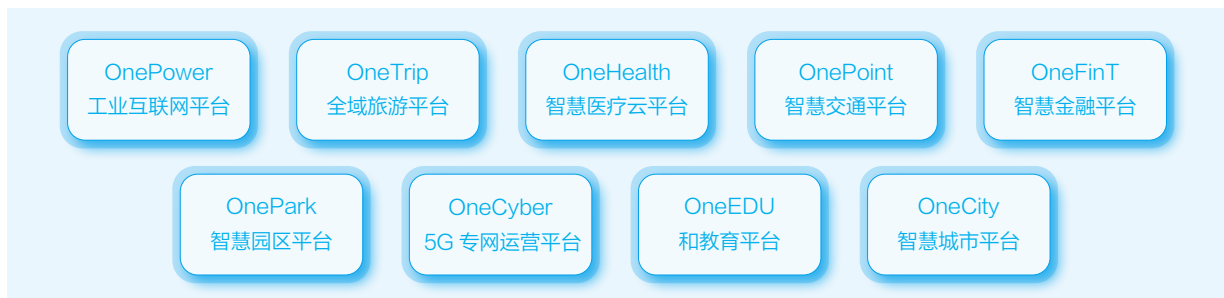 OnePower
工业互联网平台
OneTrip
全域旅游平台
OneHealth
智慧医疗云平台
OnePoint
智慧交通平台
OneFinT
智慧金融平台
OnePark
智慧园区平台
OneCyber
5G 专网运营平台
OneEDU
和教育平台
OneCity
智慧城市平台